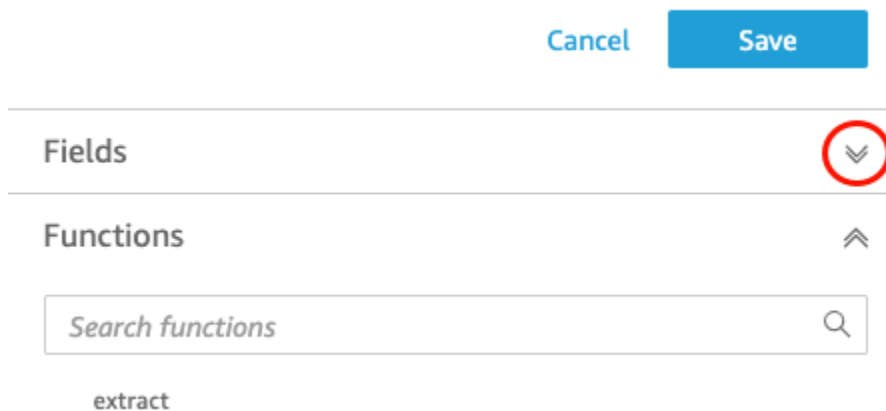 Cancel Save
Fields
Functions
Search functions
extract